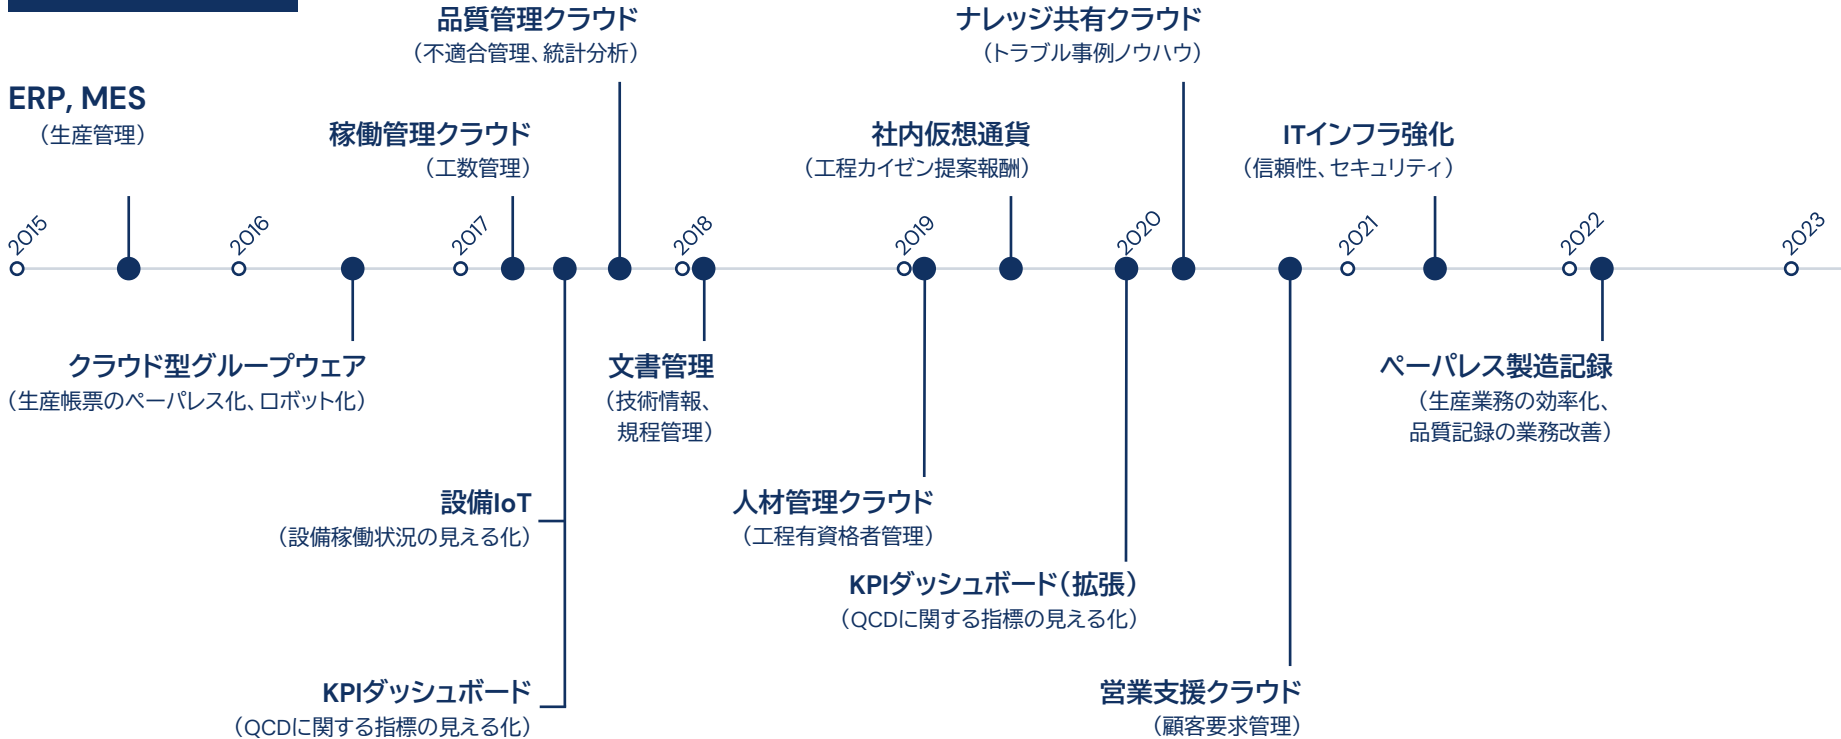 品質管理クラウド
（不適合管理、統計分析）
ナレッジ共有クラウド
（トラブル事例ノウハウ）
ERP, MES
（生産管理）
稼働管理クラウド
（工数管理）
社内仮想通貨
（工程カイゼン提案報酬）
ITインフラ強化
（信頼性、セキュリティ）
2015
2016
2017
2018
2019
2020
2021
2022
2023
クラウド型グループウェア
（生産帳票のペーパレス化、ロボット化）
文書管理
（技術情報、
規程管理）
ペーパレス製造記録
（生産業務の効率化、
品質記録の業務改善）
設備IoT
（設備稼働状況の見える化）
人材管理クラウド
（工程有資格者管理）
KPIダッシュボード（拡張）
（QCDに関する指標の見える化）
KPIダッシュボード
（QCDに関する指標の見える化）
営業支援クラウド
（顧客要求管理）